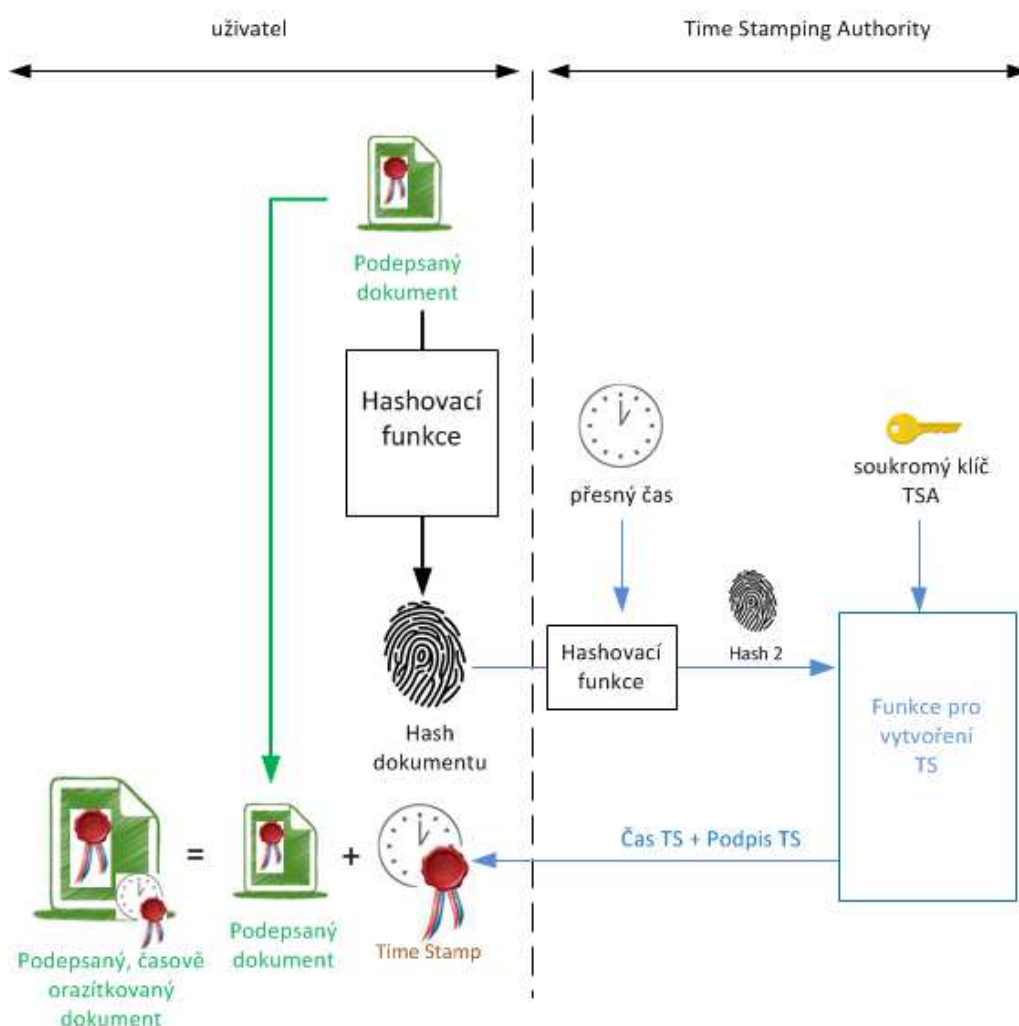 uživatel
Time Stamping Authority
Podepsaný
dokument
Hashovací
funkce
přesný čas
soukromý klíč
TSA
Hashovací
funkce
Hash 2
Funkce pro
vytvoření
TS
Hash
dokumentu
Čas TS + Podpis TS
=
+
Podepsaný, časově
orazítkovaný
dokument
Podepsaný
dokument
Time Stamp